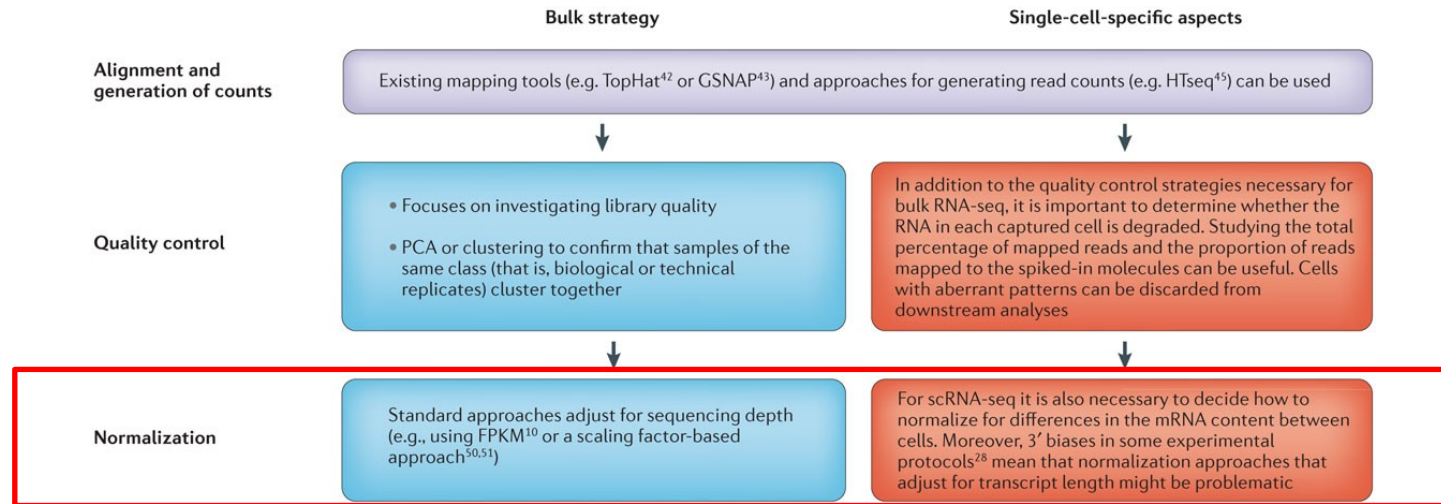 Bulk strategy
Single-cell-specific aspects
Alignment and
generation of counts
Existing mapping tools (e.g. TopHat42 or GSNAP43) and approaches for generating read counts (e.g. HTseq45) can be used
Quality control
• Focuses on investigating library quality
• PCA or clustering to confirm that samples of the
same class (that is, biological or technical
replicates) cluster together
In addition to the quality control strategies necessary for
bulk RNA-seq, it is important to determine whether the
RNA in each captured cell is degraded. Studying the total
percentage of mapped reads and the proportion of reads
mapped to the spiked-in molecules can be useful. Cells
with aberrant patterns can be discarded from
downstream analyses
Normalization
Standard approaches adjust for sequencing depth
(e.g., using FPKM10 or a scaling factor-based
approach50,51)
For scRNA-seq it is also necessary to decide how to
normalize for differences in the mRNA content between
cells. Moreover, 3′ biases in some experimental
protocols28 mean that normalization approaches that
adjust for transcript length might be problematic